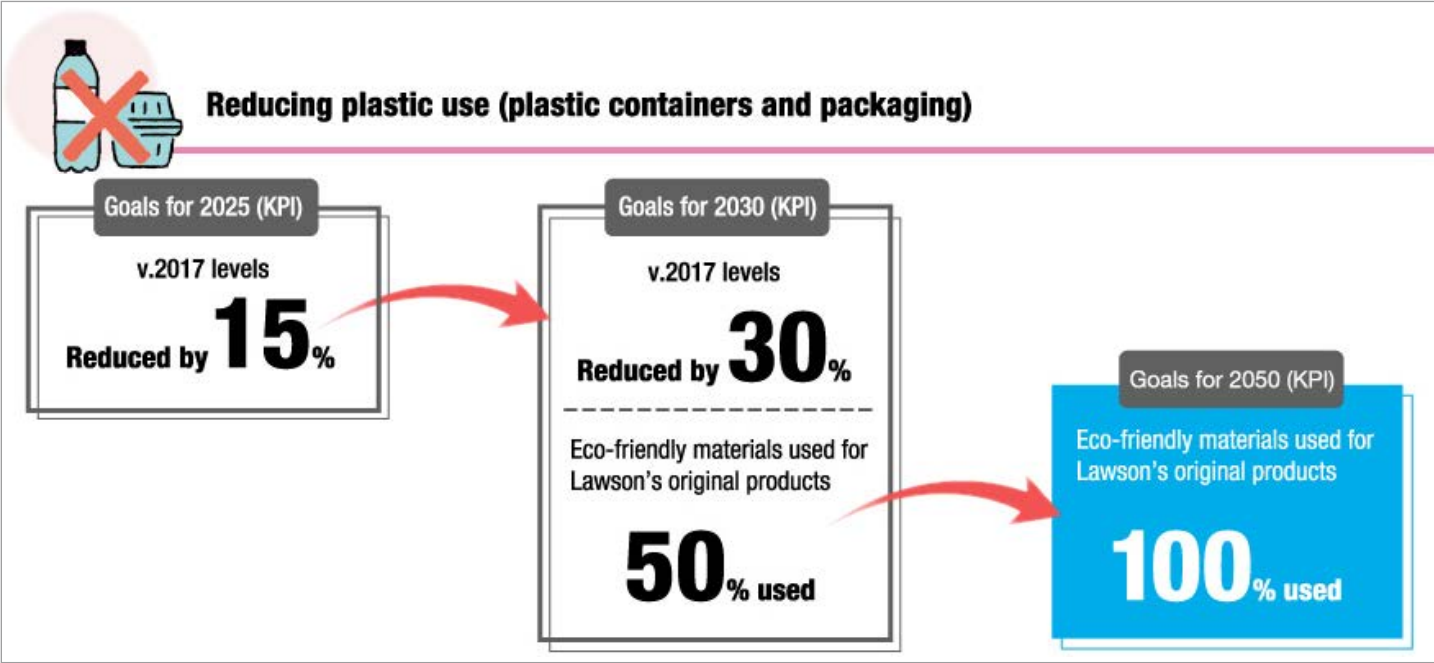 Reducing plastic use (plastic containers and packaging)
Goals for 2025 (KPI)
v.2017 levels
Reduced by 15%
Goals for 2030 (KPI)
v.2017 levels
Reduced by 30%
Eco-friendly materials used for
Lawson's original products
50% used
Goals for 2050 (KPI)
Eco-friendly materials used for
Lawson's original products
100% used